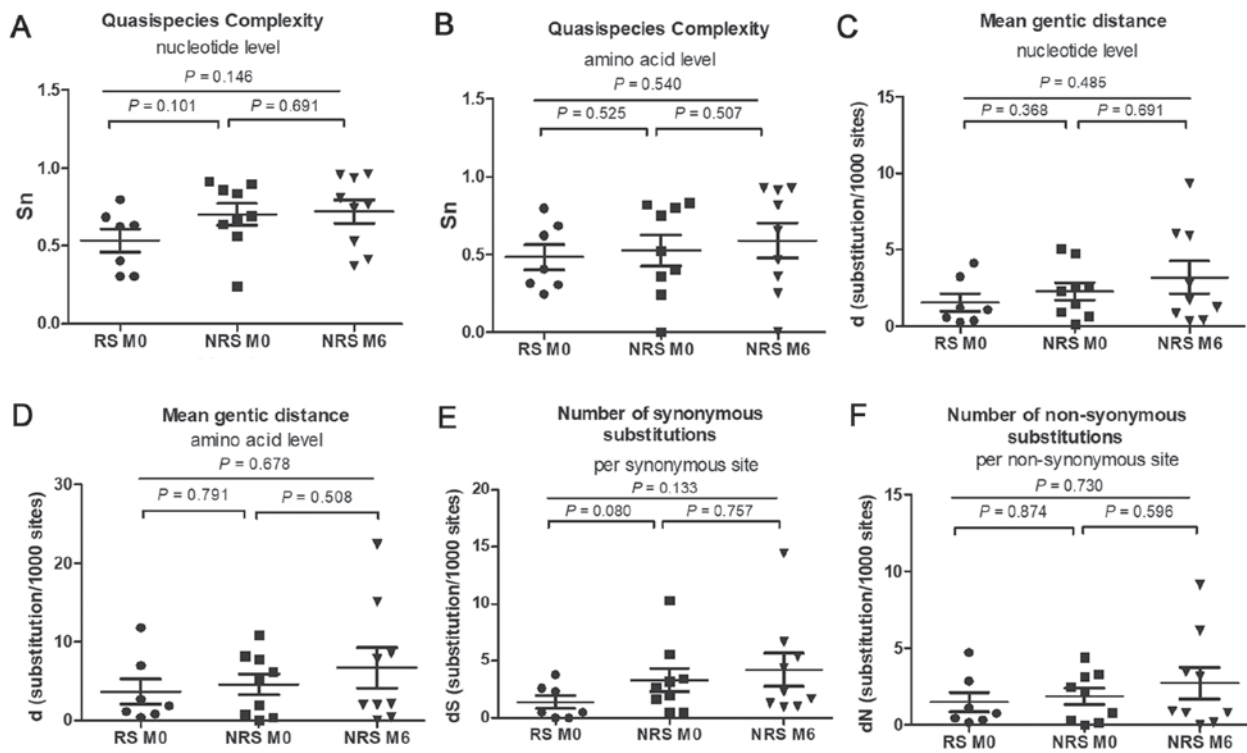 A
Quasispecies Complexity
nucleotide level
P = 0.146
P = 0.101
P = 0.691
1.5
1.0
0.5
0.0
Sn
RS M0
NRS M0
NRS M6
B
Quasispecies Complexity
amino acid level
P = 0.540
P = 0.525
P = 0.507
1.5
1.0
0.5
0.0
Sn
RS M0
NRS M0
NRS M6
C
Mean gentic distance
nucleotide level
P = 0.485
P = 0.368
P = 0.691
15
10
5
0
d (substitution/1000 sites)
RS M0
NRS M0
NRS M6
D
Mean gentic distance
amino acid level
P = 0.678
P = 0.791
P = 0.508
30
20
10
0
d (substitution/1000 sites)
RS M0
NRS M0
NRS M6
E
Number of synonymous
substitutions
per synonymous site
P = 0.133
P = 0.080
P = 0.757
20
15
10
5
0
dS (substitution/1000 sites)
RS M0
NRS M0
NRS M6
F
Number of non-syonymous
substitutions
per non-synonymous site
P = 0.730
P = 0.874
P = 0.596
15
10
5
0
dN (substitution/1000 sites)
RS M0
NRS M0
NRS M6